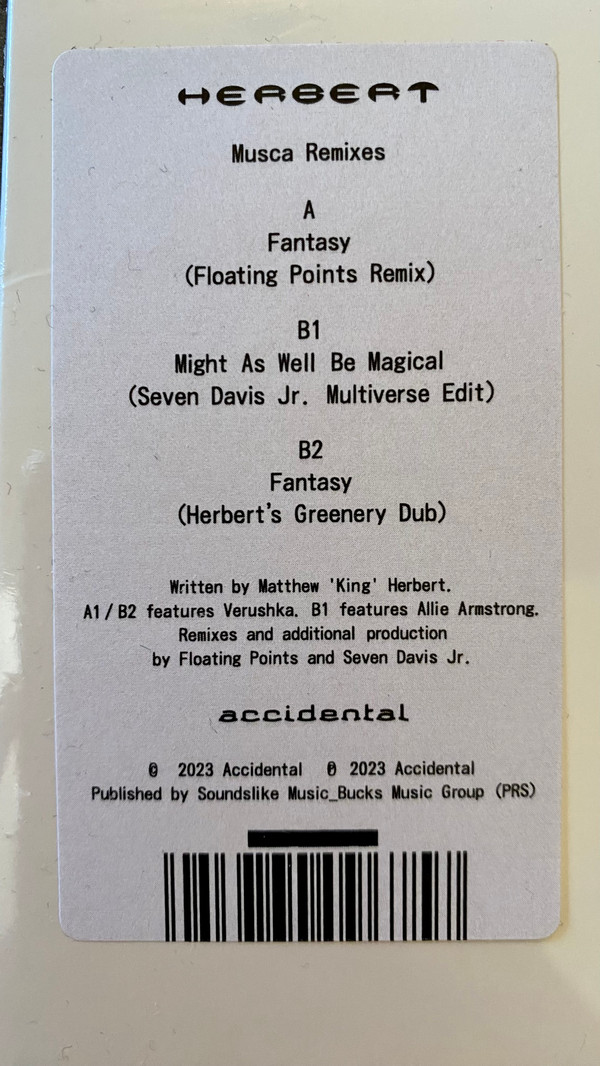 HERBERT
Musca Remixes
A
Fantasy
(Floating Points Remix)
B1
Might As Well Be Magical
(Seven Davis Jr. Multiverse Edit)
B2
Fantasy
(Herbert's Greenery Dub)
Written by Matthew 'King' Herbert.
A1/B2 features Verushka. B1 features Allie Armstrong.
Remixes and additional production
by Floating Points and Seven Davis Jr.
accidental
℗ 2023 Accidental © 2023 Accidental
Published by Soundslike Music_Bucks Music Group (PRS)